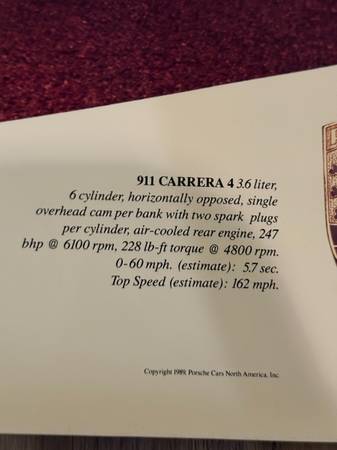 911 CARRERA 4 3.6 liter,
6 cylinder, horizontally opposed, single
overhead cam per bank with two spark plugs
per cylinder, air-cooled rear engine, 247
bhp @ 6100 rpm, 228 lb-ft torque @ 4800 rpm.
0-60 mph. (estimate): 5.7 sec.
Top Speed (estimate): 162 mph.
Copyright 1989, Porsche Cars North America, Inc